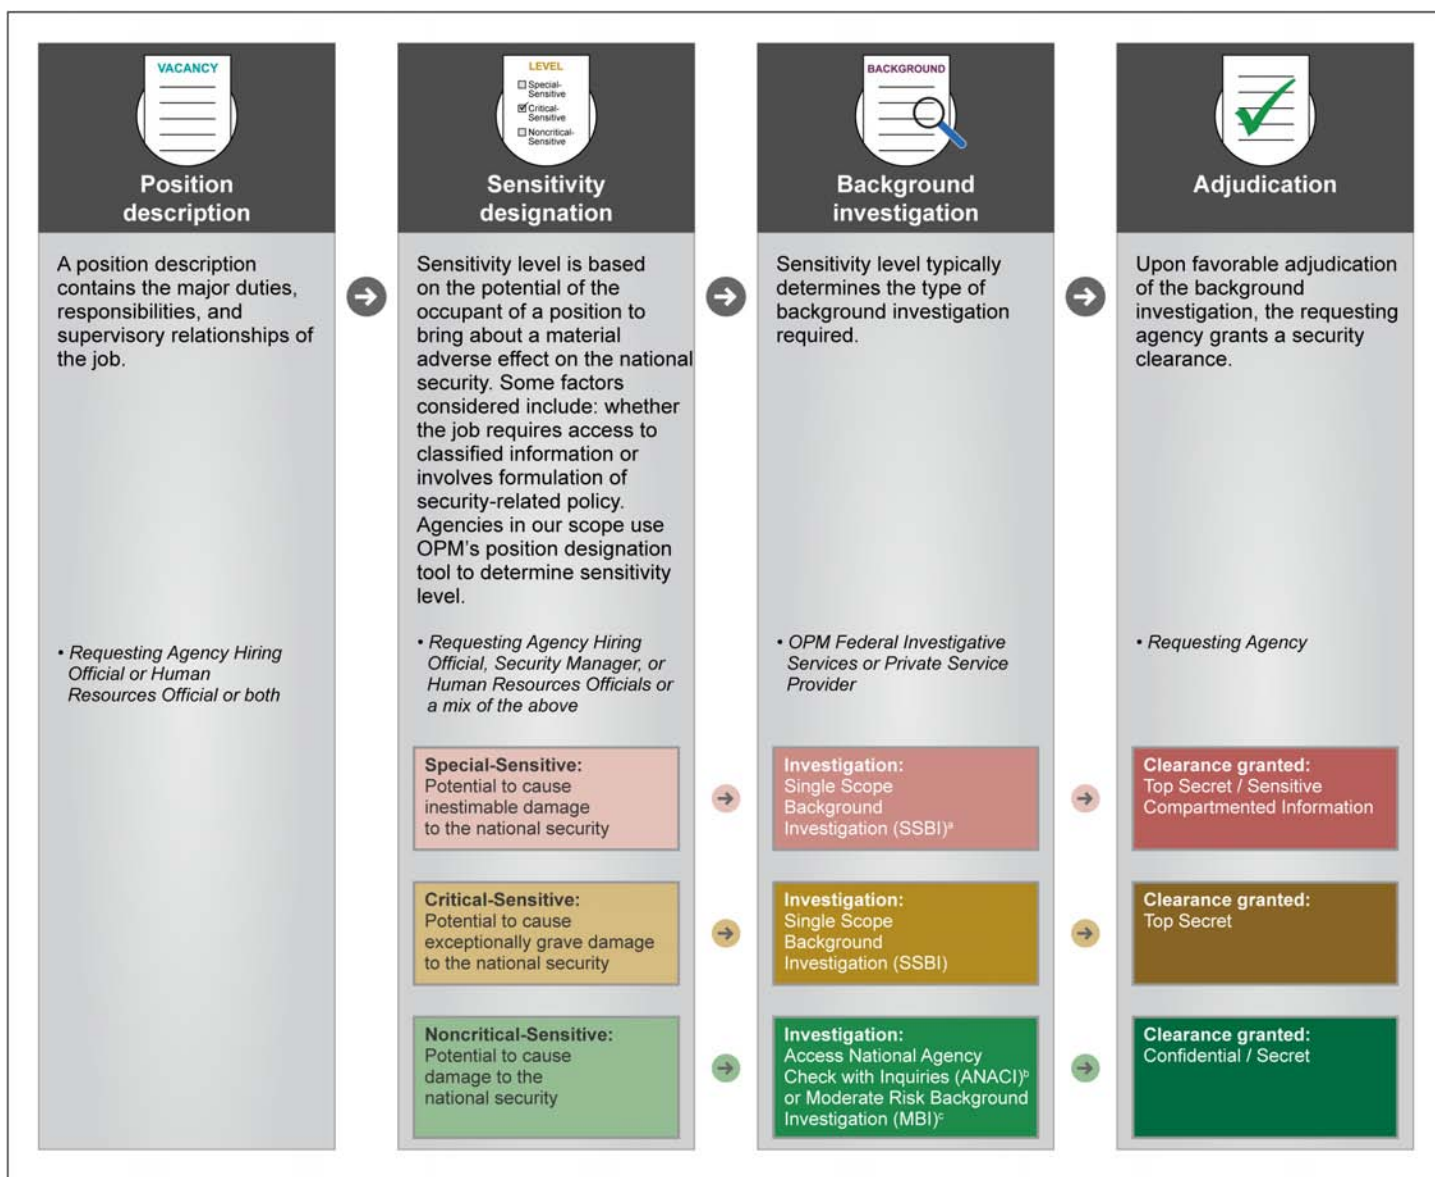 VACANCY
Position
description
A position description
contains the major duties,
responsibilities, and
supervisory relationships of
the job.
• Requesting Agency Hiring
Official or Human
Resources Official or both
LEVEL
Special-
Sensitive
Critical-
Sensitive
Noncritical-
Sensitive
Sensitivity
designation
Sensitivity level is based
on the potential of the
occupant of a position to
bring about a material
adverse effect on the national
security. Some factors
considered include: whether
the job requires access to
classified information or
involves formulation of
security-related policy.
Agencies in our scope use
OPM’s position designation
tool to determine sensitivity
level.
• Requesting Agency Hiring
Official, Security Manager, or
Human Resources Officials or
a mix of the above
Special-Sensitive:
Potential to cause
inestimable damage
to the national security
Critical-Sensitive:
Potential to cause
exceptionally grave damage
to the national security
Noncritical-Sensitive:
Potential to cause
damage to the
national security
BACKGROUND
Background
investigation
Sensitivity level typically
determines the type of
background investigation
required.
• OPM Federal Investigative
Services or Private Service
Provider
Investigation:
Single Scope
Background
Investigation (SSBI)ᵃ
Investigation:
Single Scope
Background
Investigation (SSBI)
Investigation:
Access National Agency
Check with Inquiries (ANACI)ᵇ
or Moderate Risk Background
Investigation (MBI)ᶜ
Adjudication
Upon favorable adjudication
of the background
investigation, the requesting
agency grants a security
clearance.
• Requesting Agency
Clearance granted:
Top Secret / Sensitive
Compartmented Information
Clearance granted:
Top Secret
Clearance granted:
Confidential / Secret